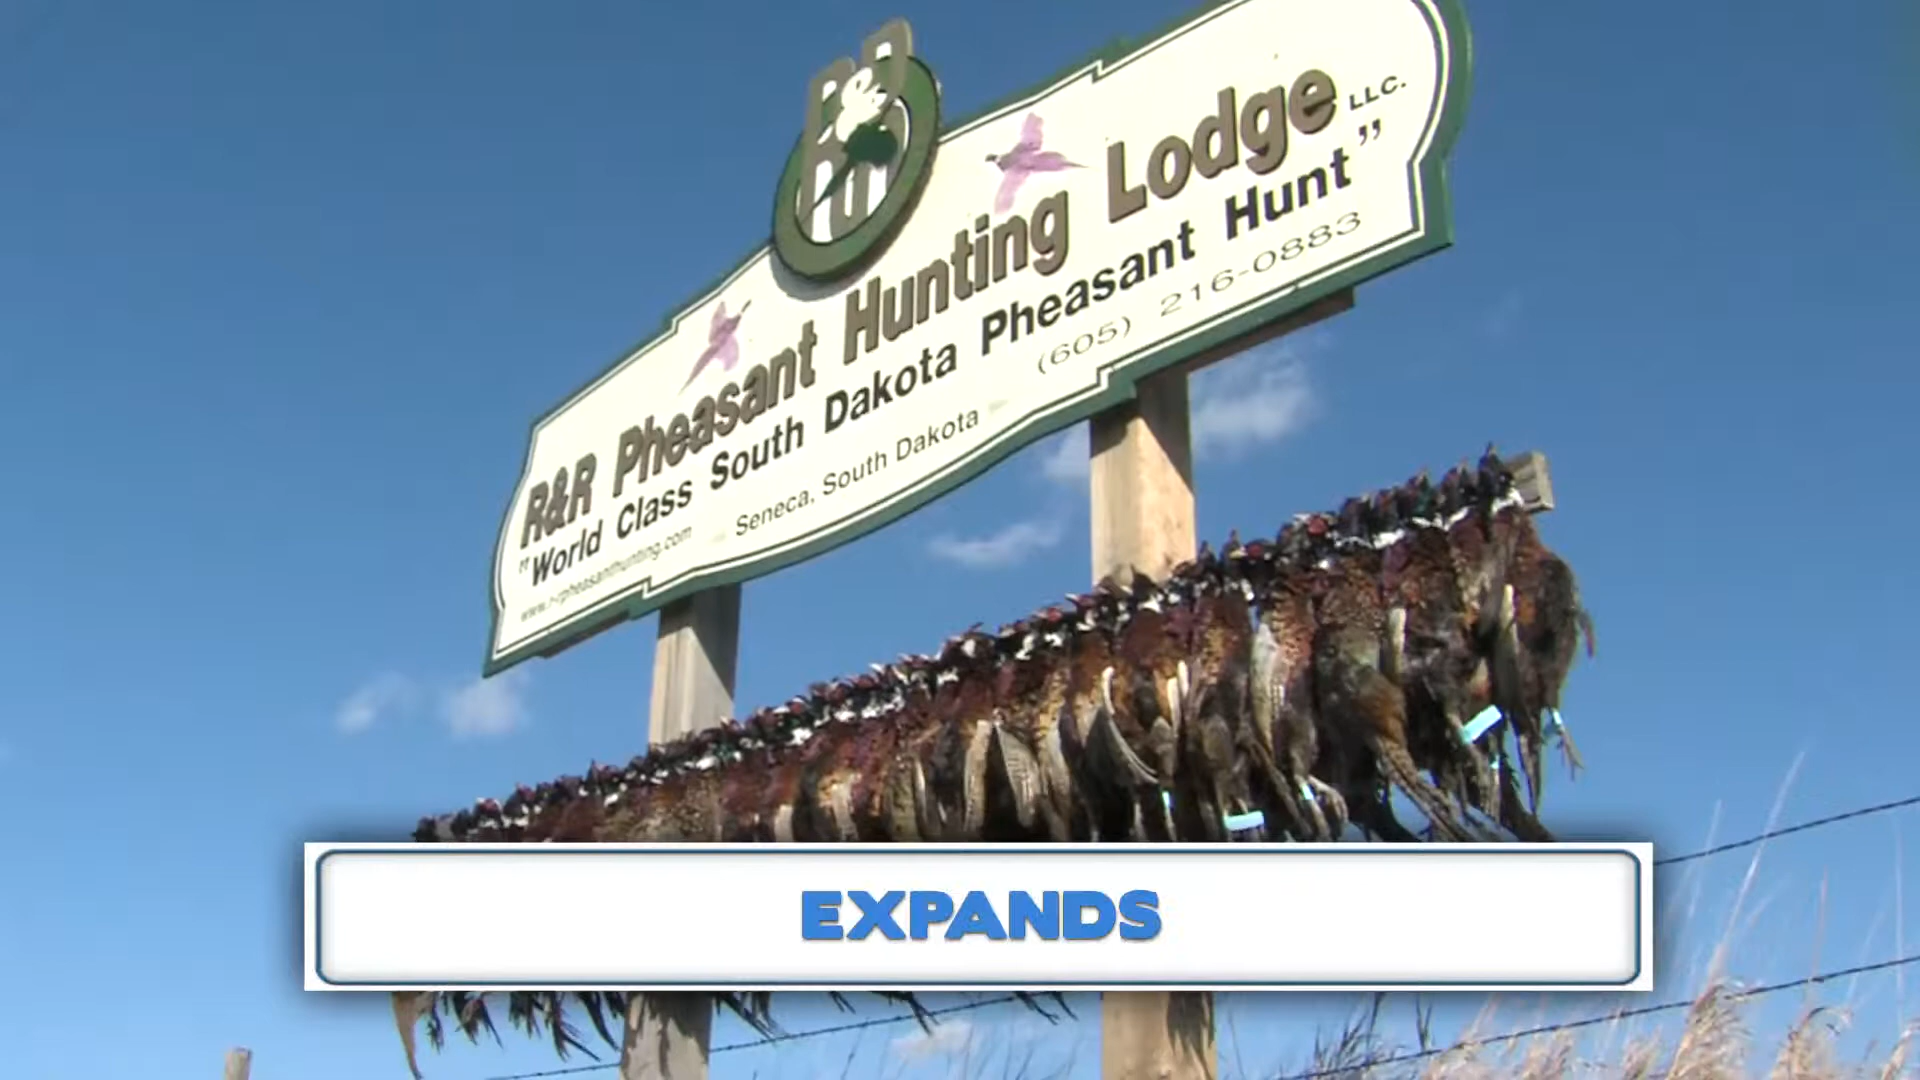 R&R
R&R Pheasant Hunting Lodge LLC.
"World Class South Dakota Pheasant Hunt"
www.r-rpheasanthunting.com Seneca, South Dakota (605) 216-0883
EXPANDS